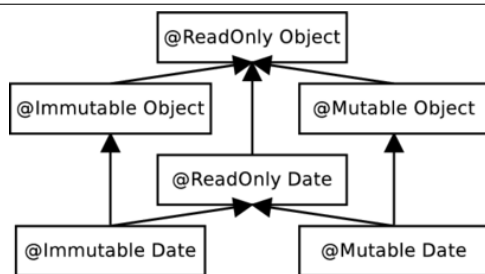 @ReadOnly Object
@Immutable Object
@Mutable Object
@ReadOnly Date
@Immutable Date
@Mutable Date